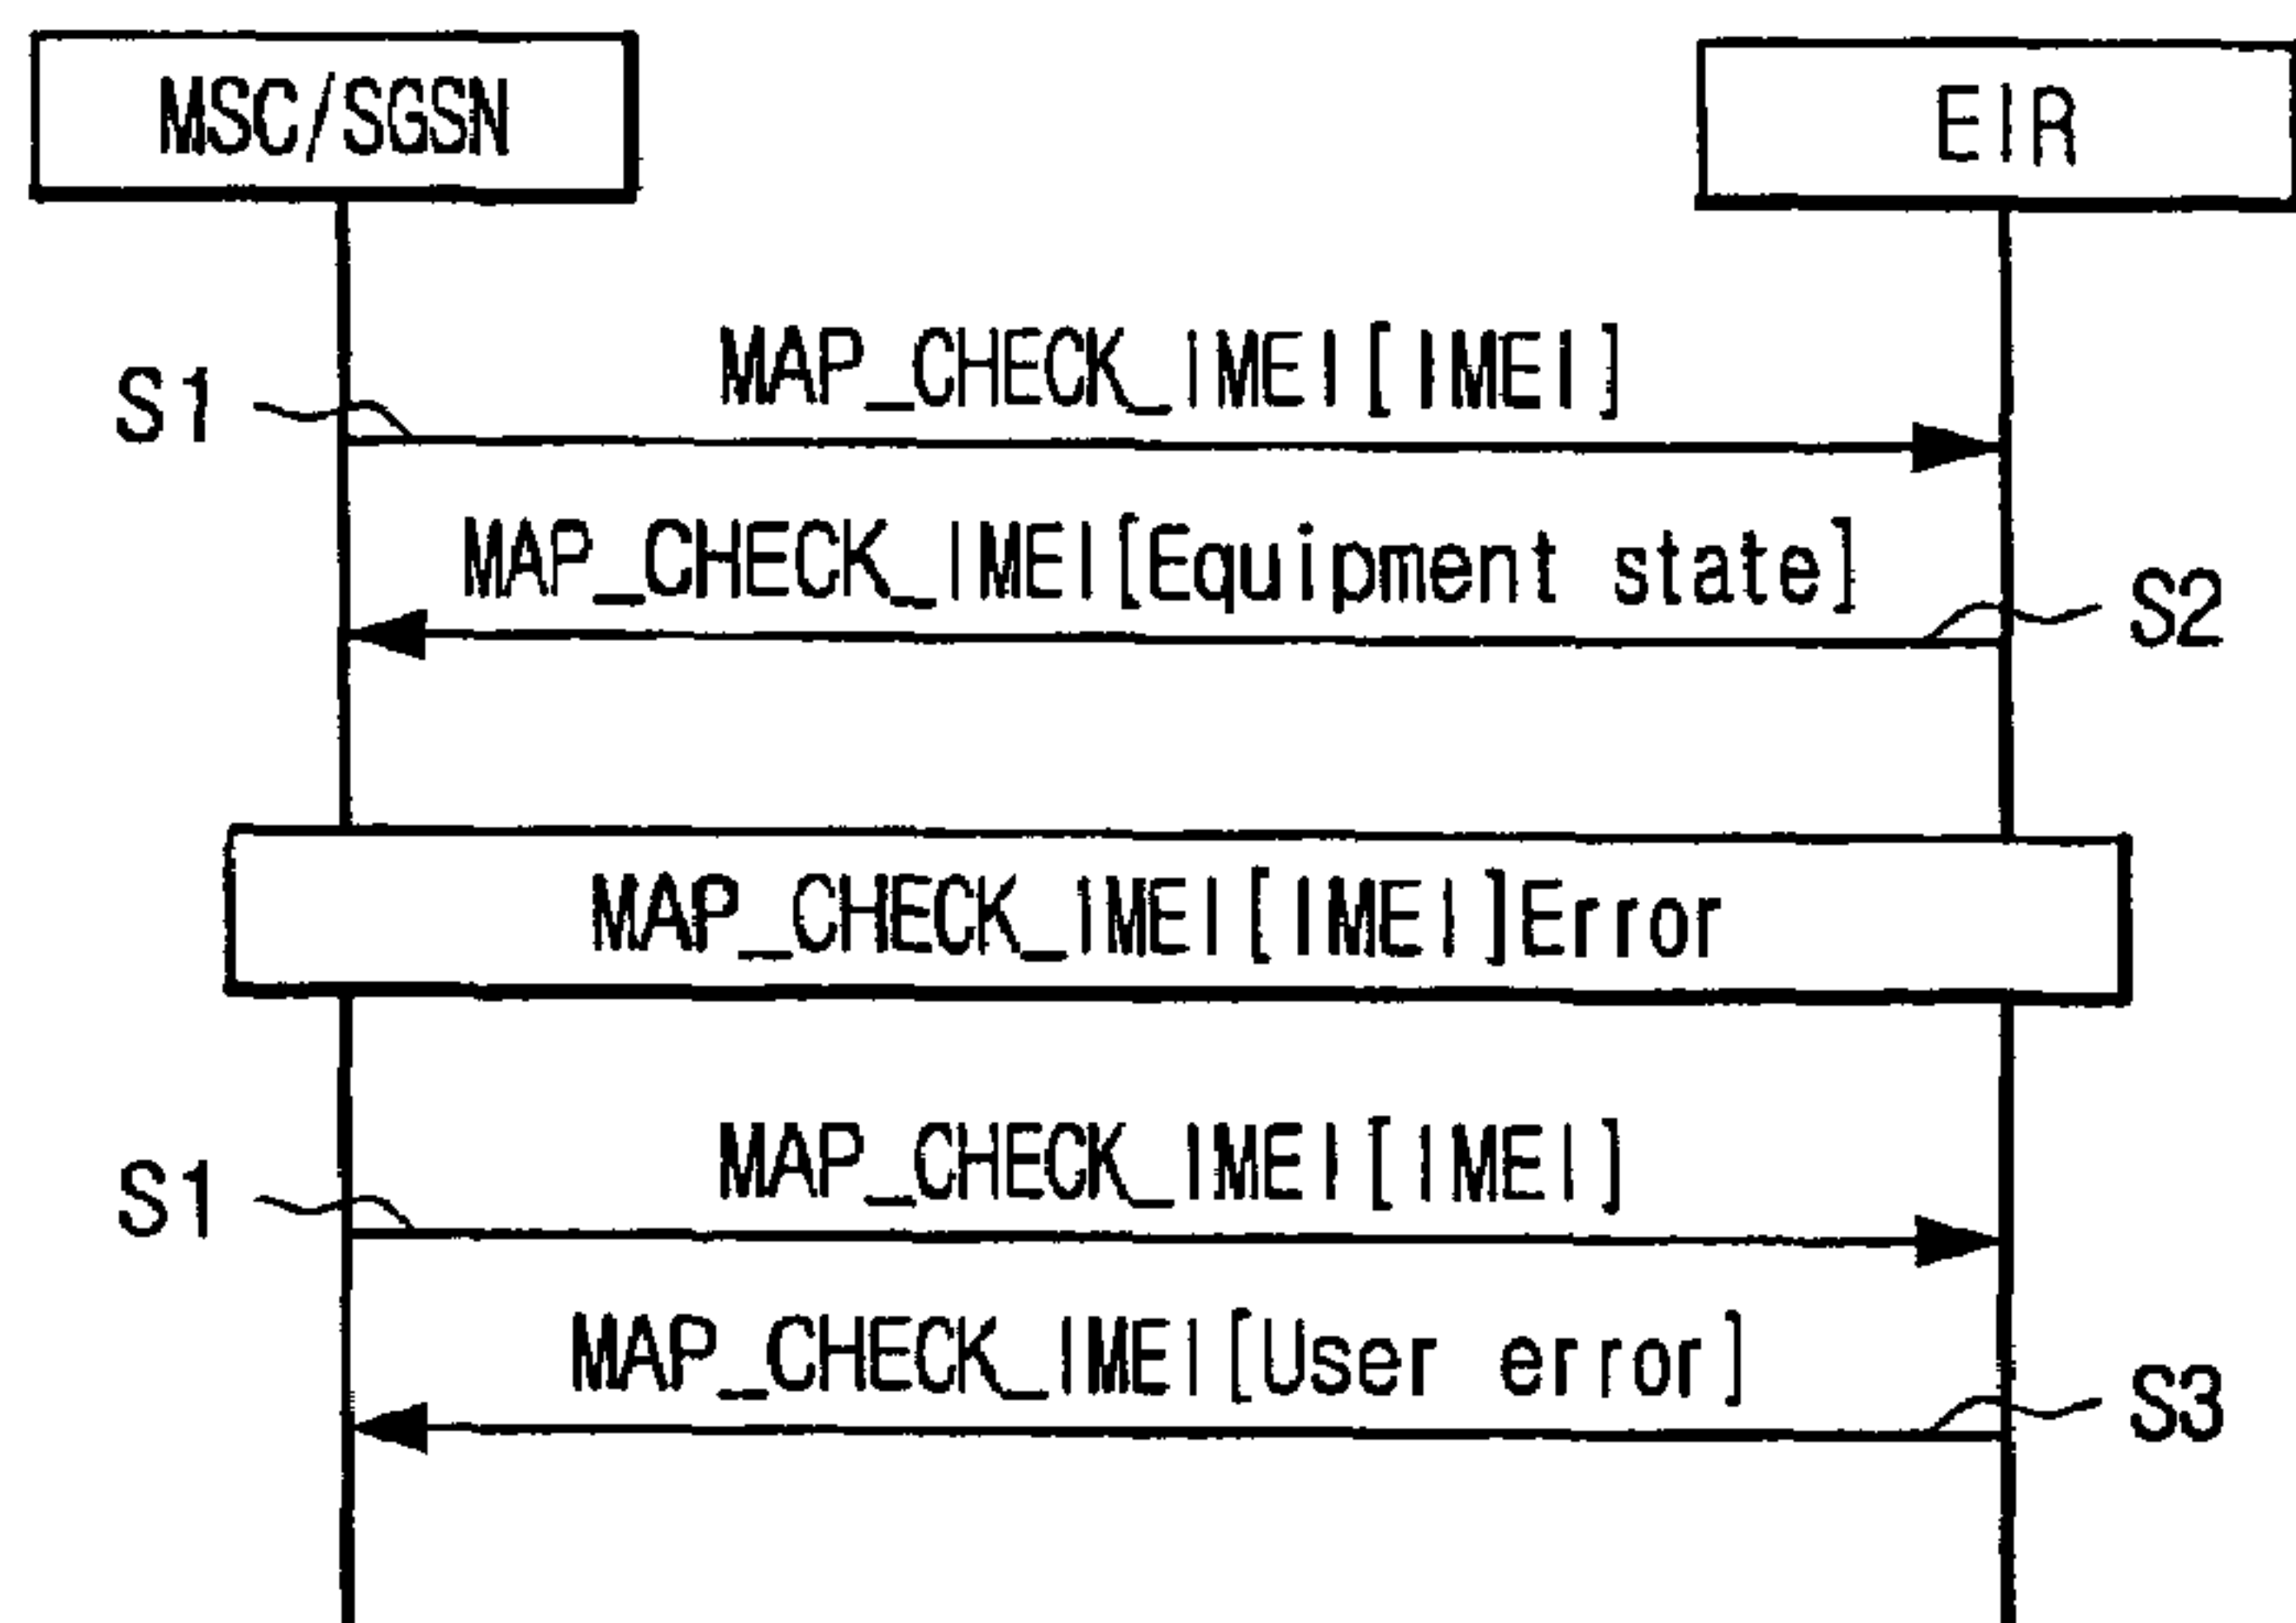 MSC/SGSN
EIR
MAP_CHECK_IMEI[IMEI]
S1
MAP_CHECK_IMEI[Equipment state]
S2
MAP_CHECK_IMEI[IMEI]Error
MAP_CHECK_IMEI[IMEI]
S1
MAP_CHECK_IMEI[User error]
S3